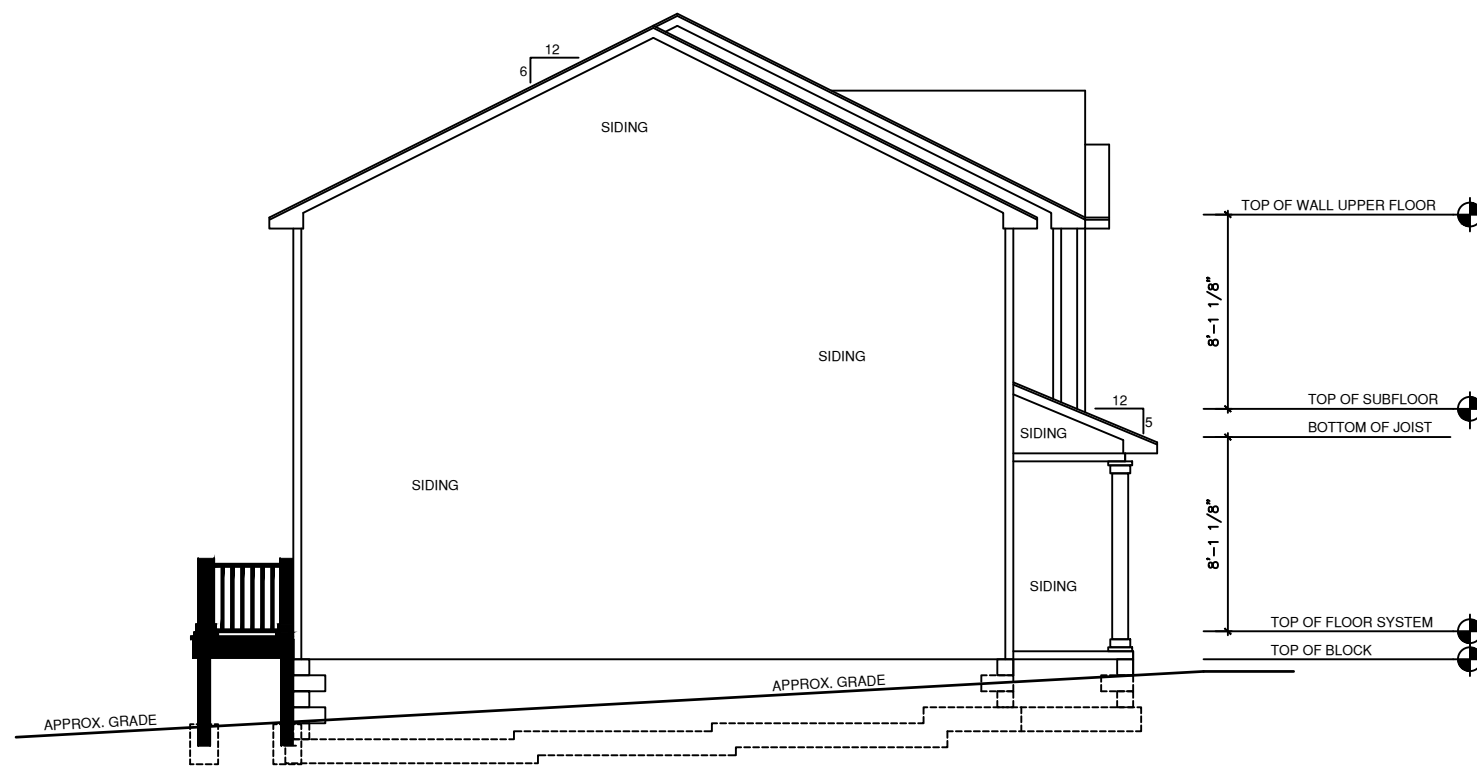 12
6
SIDING
TOP OF WALL UPPER FLOOR
8'-1 1/8"
SIDING
TOP OF SUBFLOOR
12
5
BOTTOM OF JOIST
SIDING
SIDING
8'-1 1/8"
SIDING
TOP OF FLOOR SYSTEM
TOP OF BLOCK
APPROX. GRADE
APPROX. GRADE